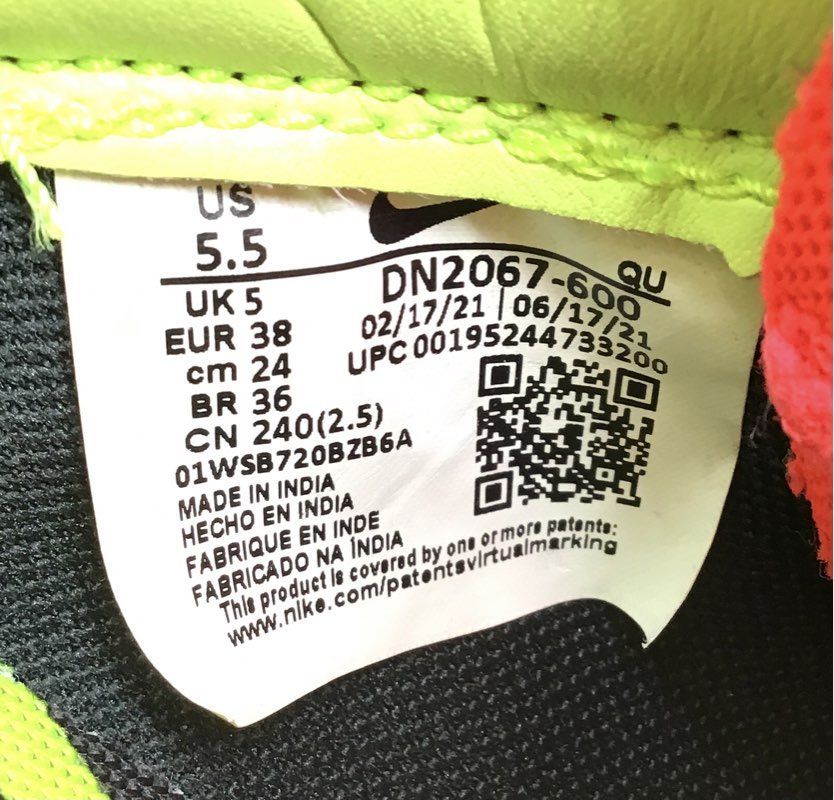 US
5.5
UK 5
EUR 38
cm 24
BR 36
CN 240(2.5)
01WSB720BZB6A
QU
DN2067-600
02/17/21 | 06/17/21
UPC 00195244733200
MADE IN INDIA
HECHO EN INDIA
FABRIQUE EN INDE
FABRICADO NA ÍNDIA
This product is covered by one or more patents:
www.nike.com/patentsvirtualmarking